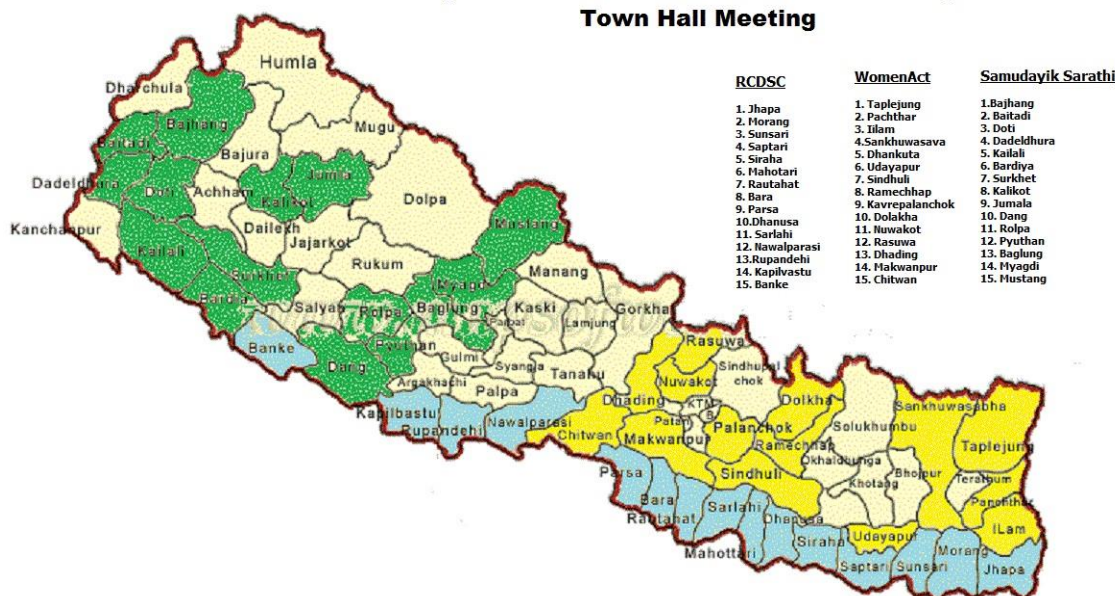 Town Hall Meeting
RCDSC
1. Jhapa
2. Morang
3. Sunsari
4. Saptari
5. Siraha
6. Mahotari
7. Rautahat
8. Bara
9. Parsa
10.Dhanusa
11. Sarlahi
12. Nawalparasi
13.Rupandehi
14. Kapilvastu
15. Banke
WomenAct
1. Taplejung
2. Pachthar
3. Iilam
4.Sankhuwasava
5. Dhankuta
6. Udayapur
7. Sindhuli
8. Ramechhap
9. Kavrepalanchok
10. Dolakha
11. Nuwakot
12. Rasuwa
13. Dhading
14. Makwanpur
15. Chitwan
Samudayik Sarathi
1.Bajhang
2. Baitadi
3. Doti
4. Dadeldhura
5. Kailali
6. Bardiya
7. Surkhet
8. Kalikot
9. Jumala
10. Dang
11. Rolpa
12. Pyuthan
13. Baglung
14. Myagdi
15. Mustang
Humla
Dharchula
Bajhang
Mugu
Baitadi
Bajura
Jumla
Dadeldhura
Doti
Achham
Kalikot
Dolpa
Kanchanpur
Dailekh
Mustang
Jajarkot
Kailali
Rukum
Manang
Surkhet
Myagdi
Bardia
Salyan
Rolpa
Baglung
Kaski
Gorkha
Parbat
Lamjung
Banke
Pyuthan
Gulmi
Rasuwa
Dang
Syangja
Tanahu
Sindhupal
chok
Argakhachi
Palpa
Nuwakot
Dolkha
Kapilbastu
Dhading
KTM
Sankhuwasabha
Rupandehi
Nawalparasi
Patan
B
Palanchok
Solukhumbu
Taplejung
Chitwan
Makwanpur
Ramechhap
Okhaldhunga
Bhojpur
Parsa
Sindhuli
Khotang
Terathum
Panchthar
Bara
Rautahat
Sarlahi
Dhanusa
Siraha
Udayapur
ILam
Mahottari
Morang
Saptari
Sunsari
Jhapa